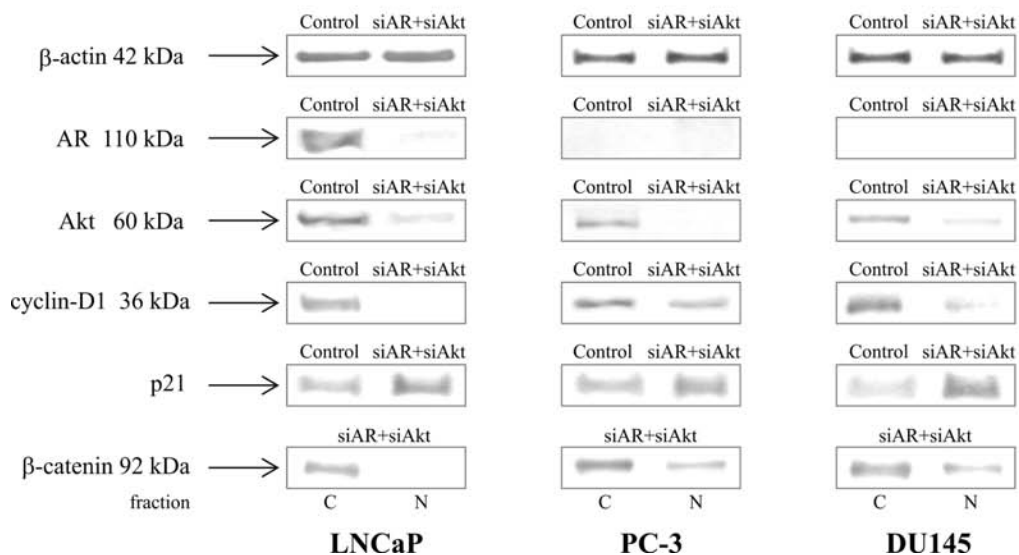 Control siAR+siAkt Control siAR+siAkt Control siAR+siAkt
β-actin 42 kDa
Control siAR+siAkt Control siAR+siAkt Control siAR+siAkt
AR 110 kDa
Control siAR+siAkt Control siAR+siAkt Control siAR+siAkt
Akt 60 kDa
Control siAR+siAkt Control siAR+siAkt Control siAR+siAkt
cyclin-D1 36 kDa
Control siAR+siAkt Control siAR+siAkt Control siAR+siAkt
p21
siAR+siAkt siAR+siAkt siAR+siAkt
β-catenin 92 kDa
fraction C N C N C N
LNCaP PC-3 DU145